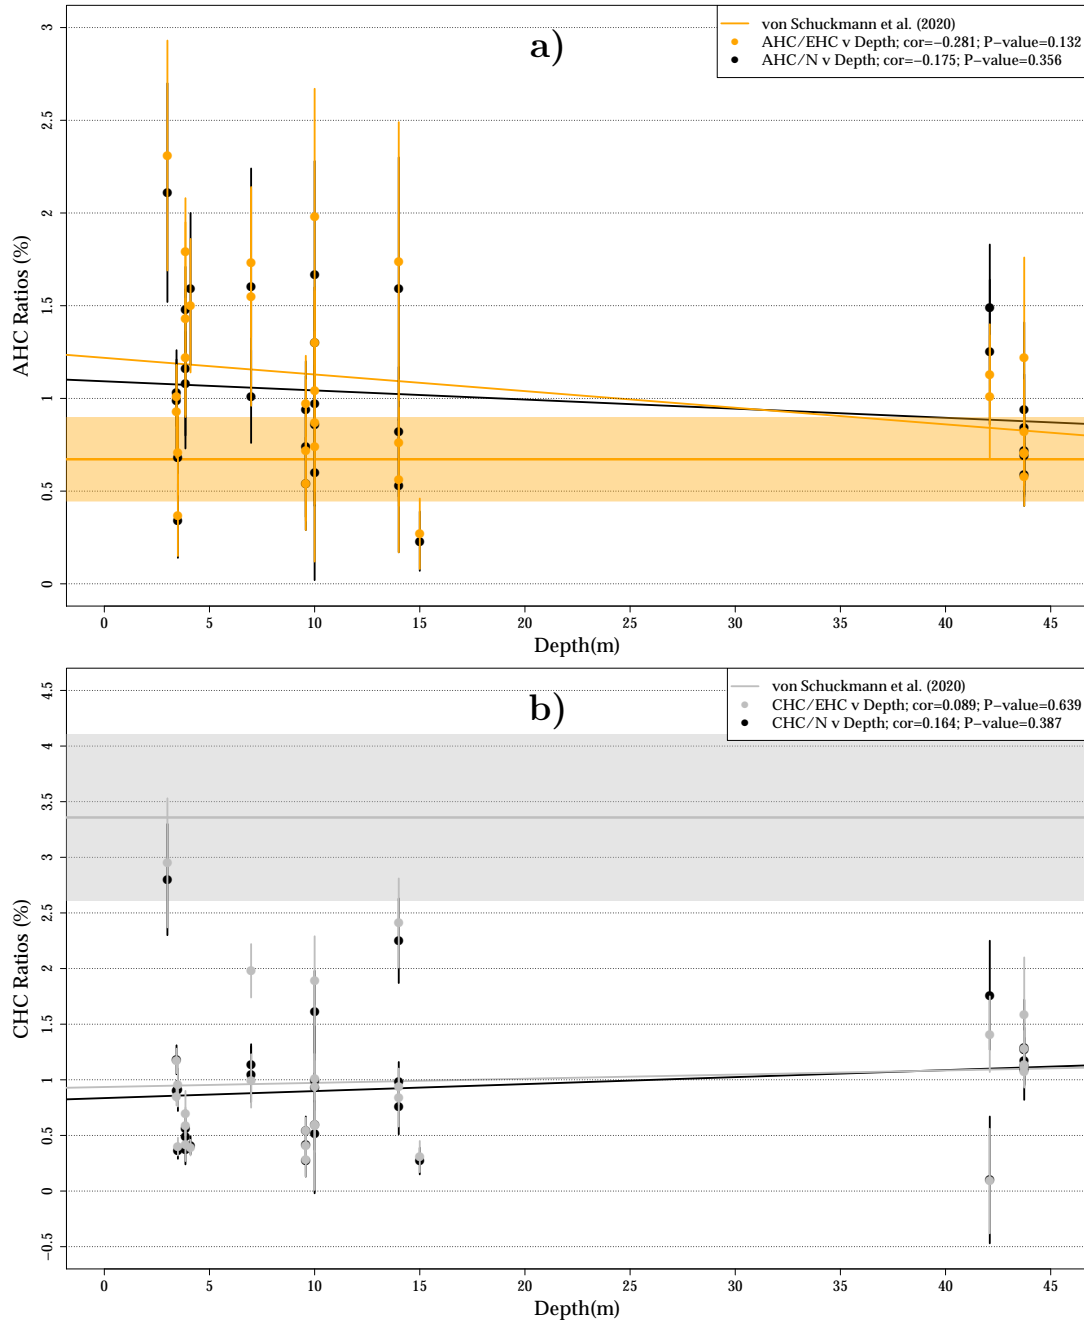 a)
von Schuckmann et al. (2020)
AHC/EHC v Depth; cor=−0.281; P−value=0.132
AHC/N v Depth; cor=−0.175; P−value=0.356
AHC Ratios (%)
3
2.5
2
1.5
1
0.5
0
0 5 10 15 20 25 30 35 40 45
Depth(m)
b)
von Schuckmann et al. (2020)
CHC/EHC v Depth; cor=0.089; P−value=0.639
CHC/N v Depth; cor=0.164; P−value=0.387
CHC Ratios (%)
4.5
4
3.5
3
2.5
2
1.5
1
0.5
0
−0.5
0 5 10 15 20 25 30 35 40 45
Depth(m)